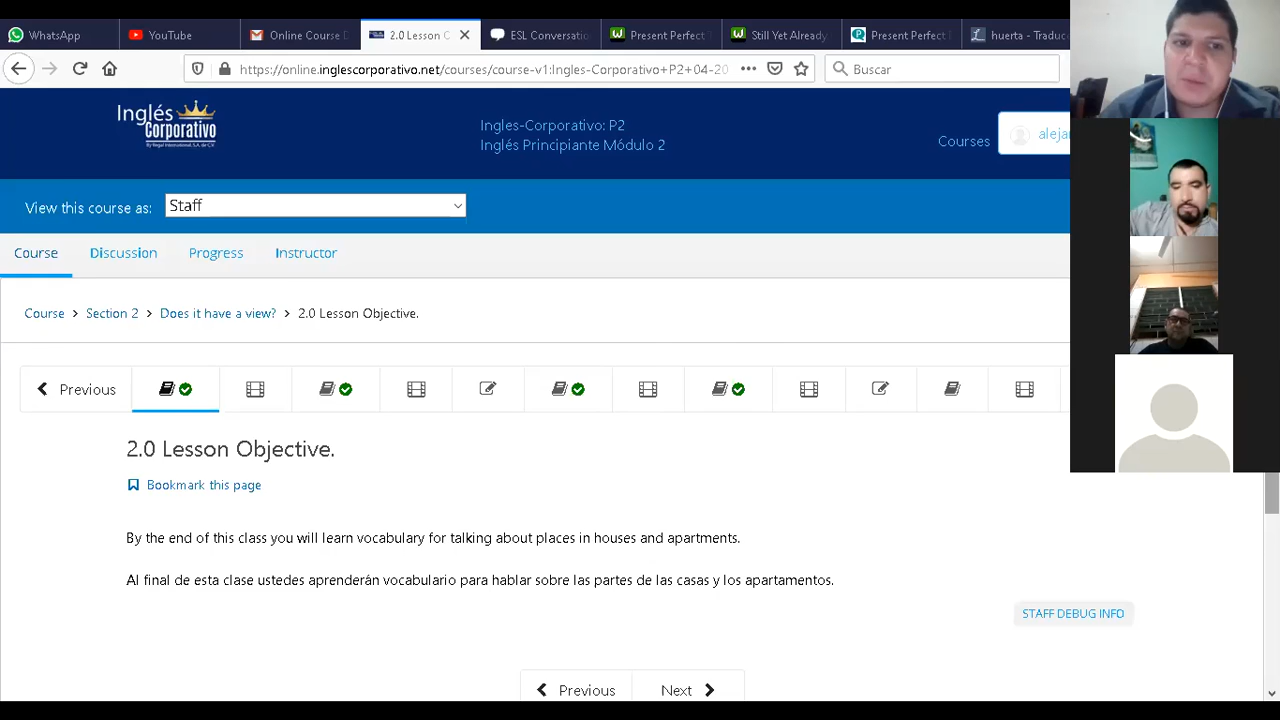 WhatsApp
YouTube
Online Course D
2.0 Lesson O
ESL Conversatio
Present Perfect
Still Yet Already
Present Perfect
huerta - Traduc
https://online.inglescorporativo.net/courses/course-v1:Ingles-Corporativo+P2+04-20
Buscar
Inglés
Corporativo
Ingles-Corporativo: P2
Inglés Principiante Módulo 2
Courses
aleja
View this course as:
Staff
Course
Discussion
Progress
Instructor
Course > Section 2 > Does it have a view? > 2.0 Lesson Objective.
Previous
2.0 Lesson Objective.
Bookmark this page
By the end of this class you will learn vocabulary for talking about places in houses and apartments.
Al final de esta clase ustedes aprenderán vocabulario para hablar sobre las partes de las casas y los apartamentos.
STAFF DEBUG INFO
Previous
Next